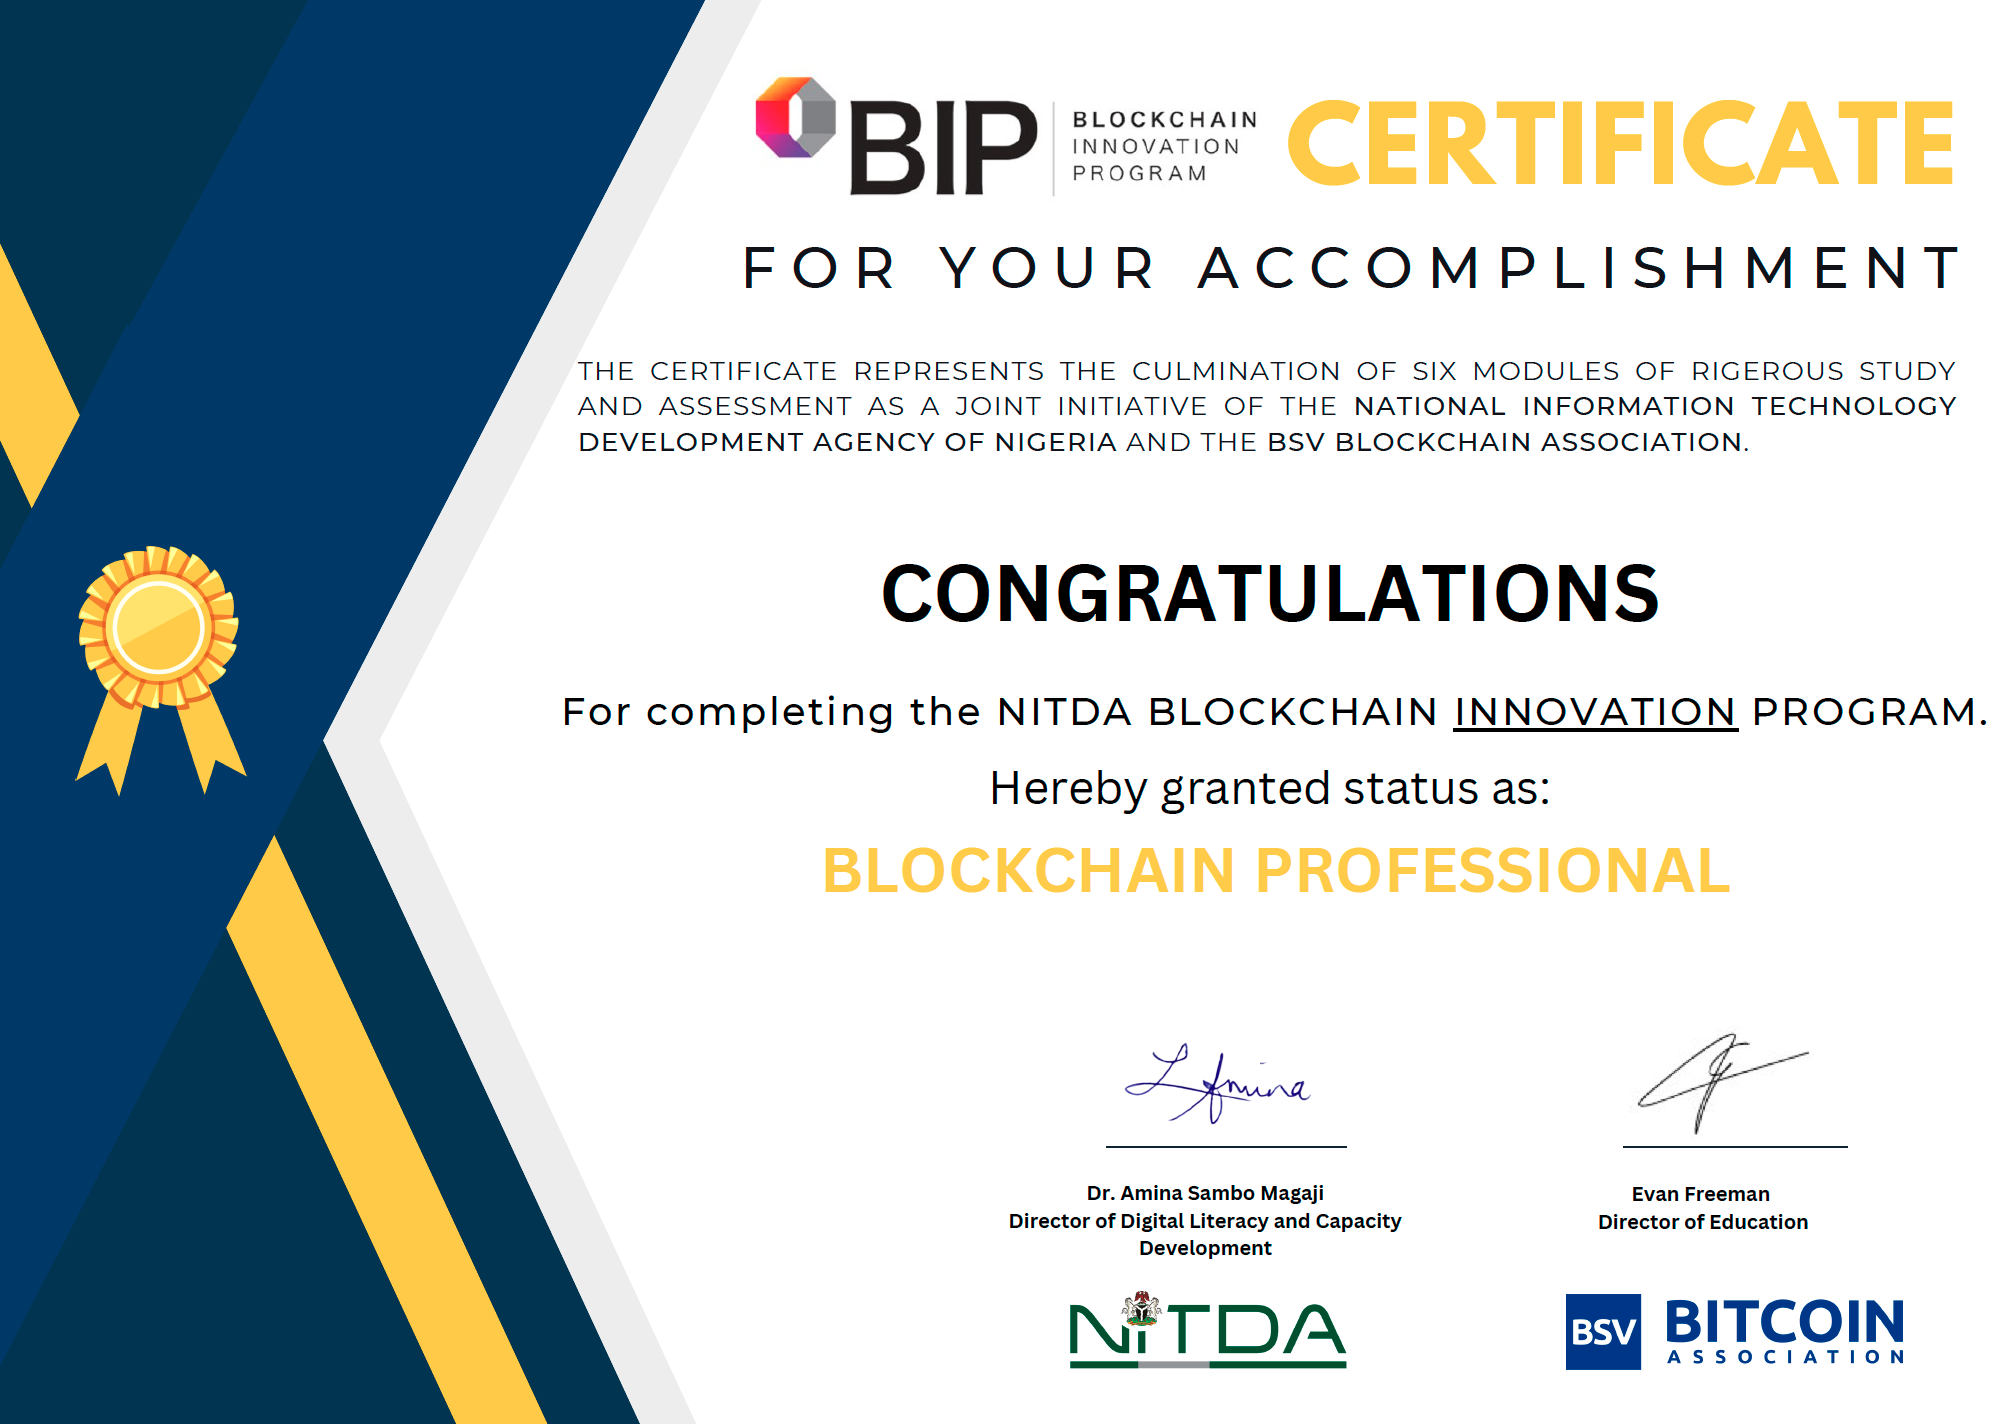 BIP
BLOCKCHAIN
INNOVATION
PROGRAM
CERTIFICATE
FOR YOUR ACCOMPLISHMENT
THE CERTIFICATE REPRESENTS THE CULMINATION OF SIX MODULES OF RIGEROUS STUDY
AND ASSESSMENT AS A JOINT INITIATIVE OF THE NATIONAL INFORMATION TECHNOLOGY
DEVELOPMENT AGENCY OF NIGERIA AND THE BSV BLOCKCHAIN ASSOCIATION.
CONGRATULATIONS
For completing the NITDA BLOCKCHAIN INNOVATION PROGRAM.
Hereby granted status as:
BLOCKCHAIN PROFESSIONAL
Amina
Dr. Amina Sambo Magaji
Director of Digital Literacy and Capacity
Development
Evan Freeman
Director of Education
NiTDA
BSV BITCOIN
ASSOCIATION